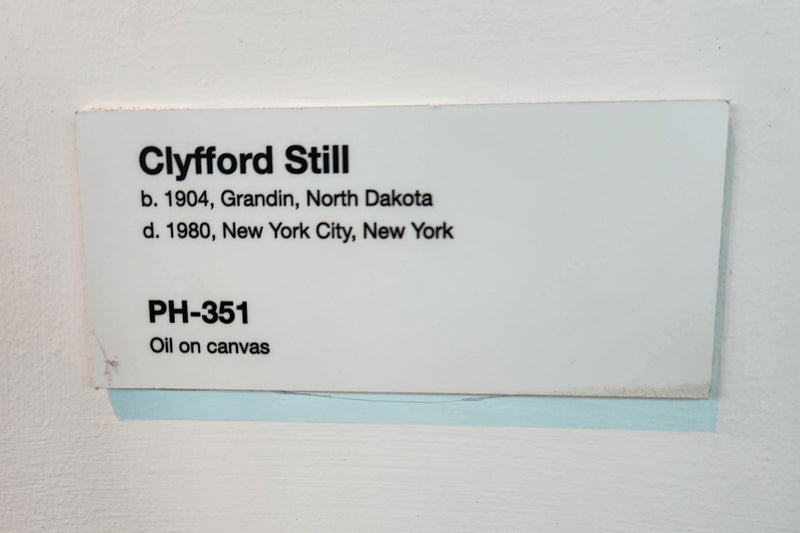 Clyfford Still
b. 1904, Grandin, North Dakota
d. 1980, New York City, New York
PH-351
Oil on canvas